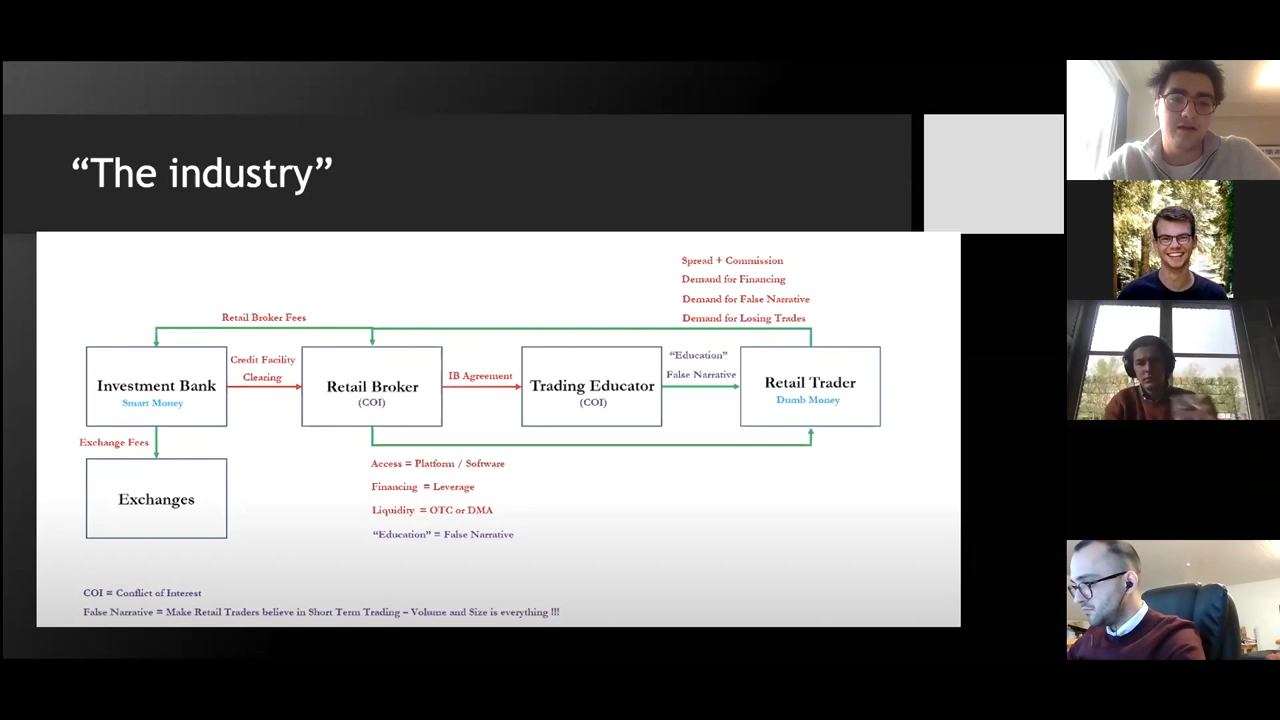 “The industry”
Spread + Commission
Demand for Financing
Demand for False Narrative
Demand for Losing Trades
Retail Broker Fees
Investment Bank
Smart Money
Credit Facility
Clearing
Retail Broker
(COI)
IB Agreement
Trading Educator
(COI)
“Education”
False Narrative
Retail Trader
Dumb Money
Exchange Fees
Exchanges
Access = Platform / Software
Financing = Leverage
Liquidity = OTC or DMA
“Education” = False Narrative
COI = Conflict of Interest
False Narrative = Make Retail Traders believe in Short Term Trading – Volume and Size is everything !!!